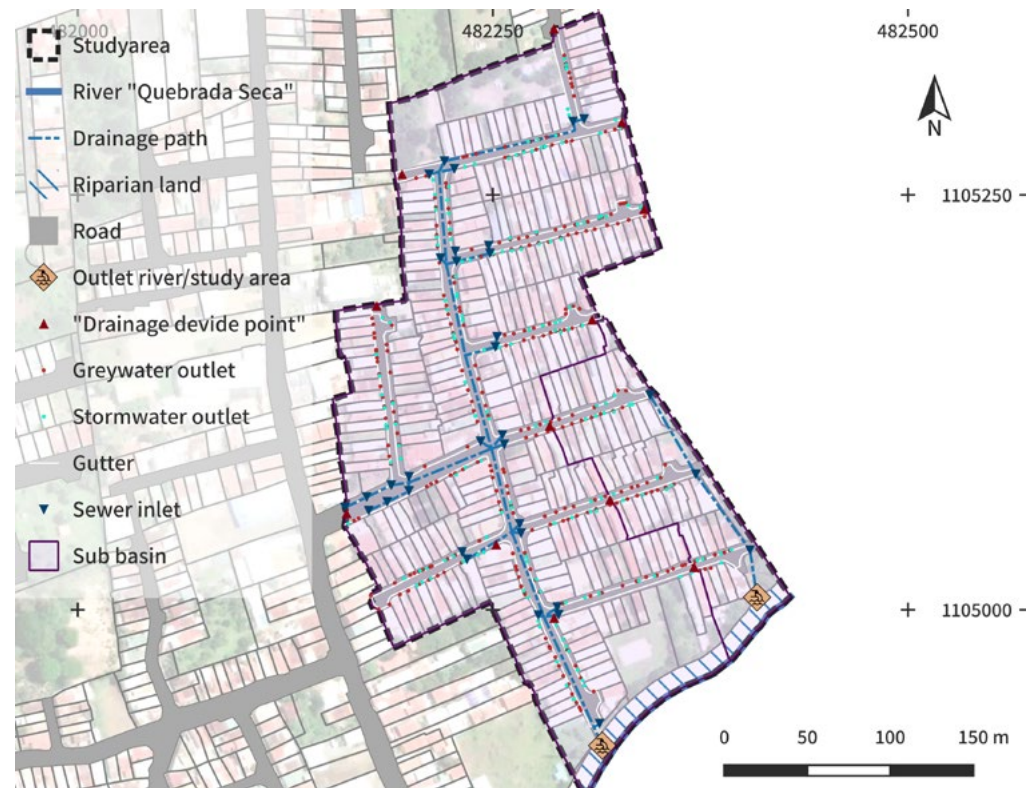 482000
482250
482500
Studyarea
River "Quebrada Seca"
Drainage path
N
Riparian land
1105250
Road
Outlet river/study area
"Drainage devide point"
Greywater outlet
Stormwater outlet
Gutter
Sewer inlet
Sub basin
1105000
0 50 100 150 m